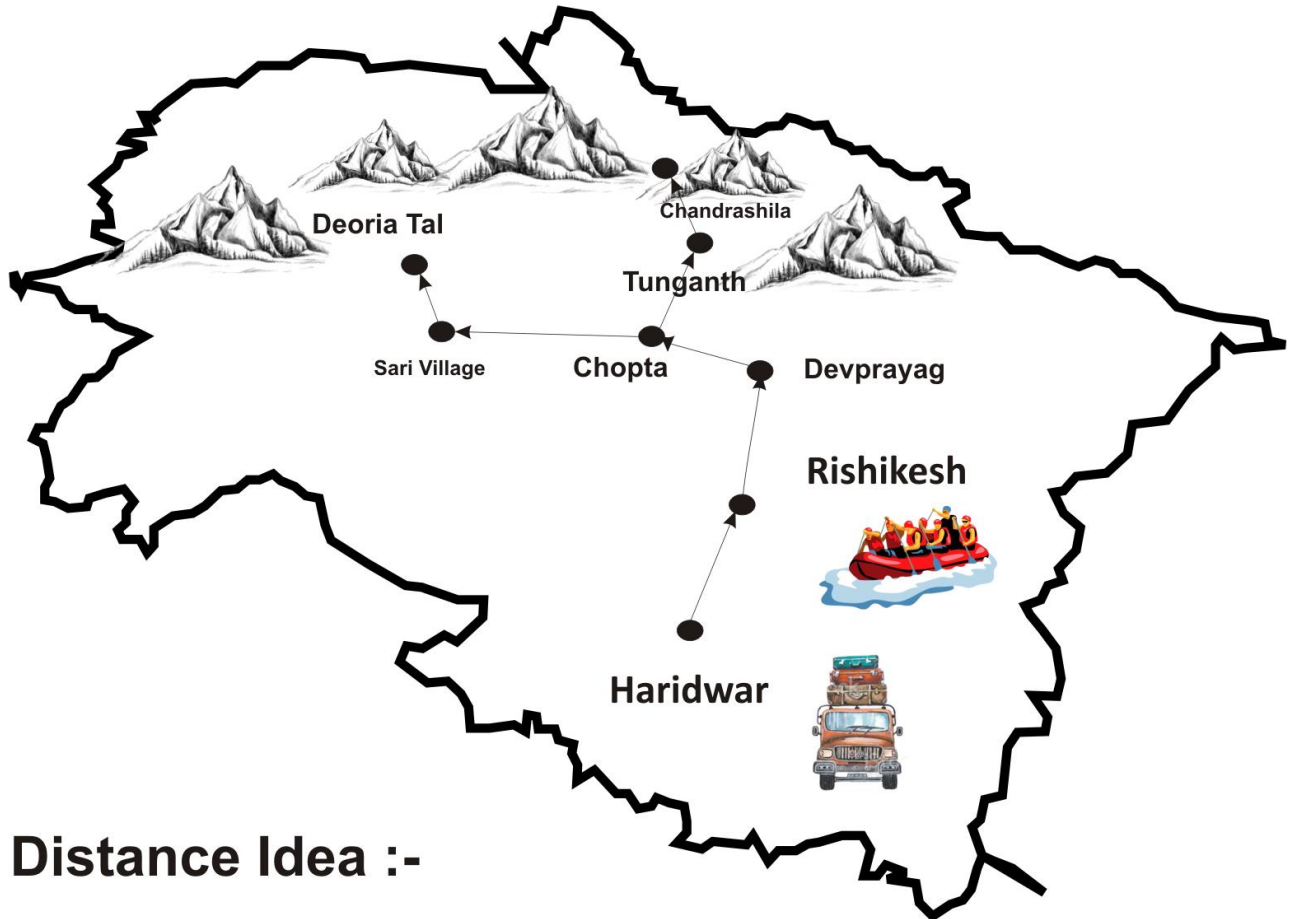 Chandrashila
Deoria Tal
Tunganth
Sari Village
Chopta
Devprayag
Rishikesh
Haridwar
Distance Idea :-